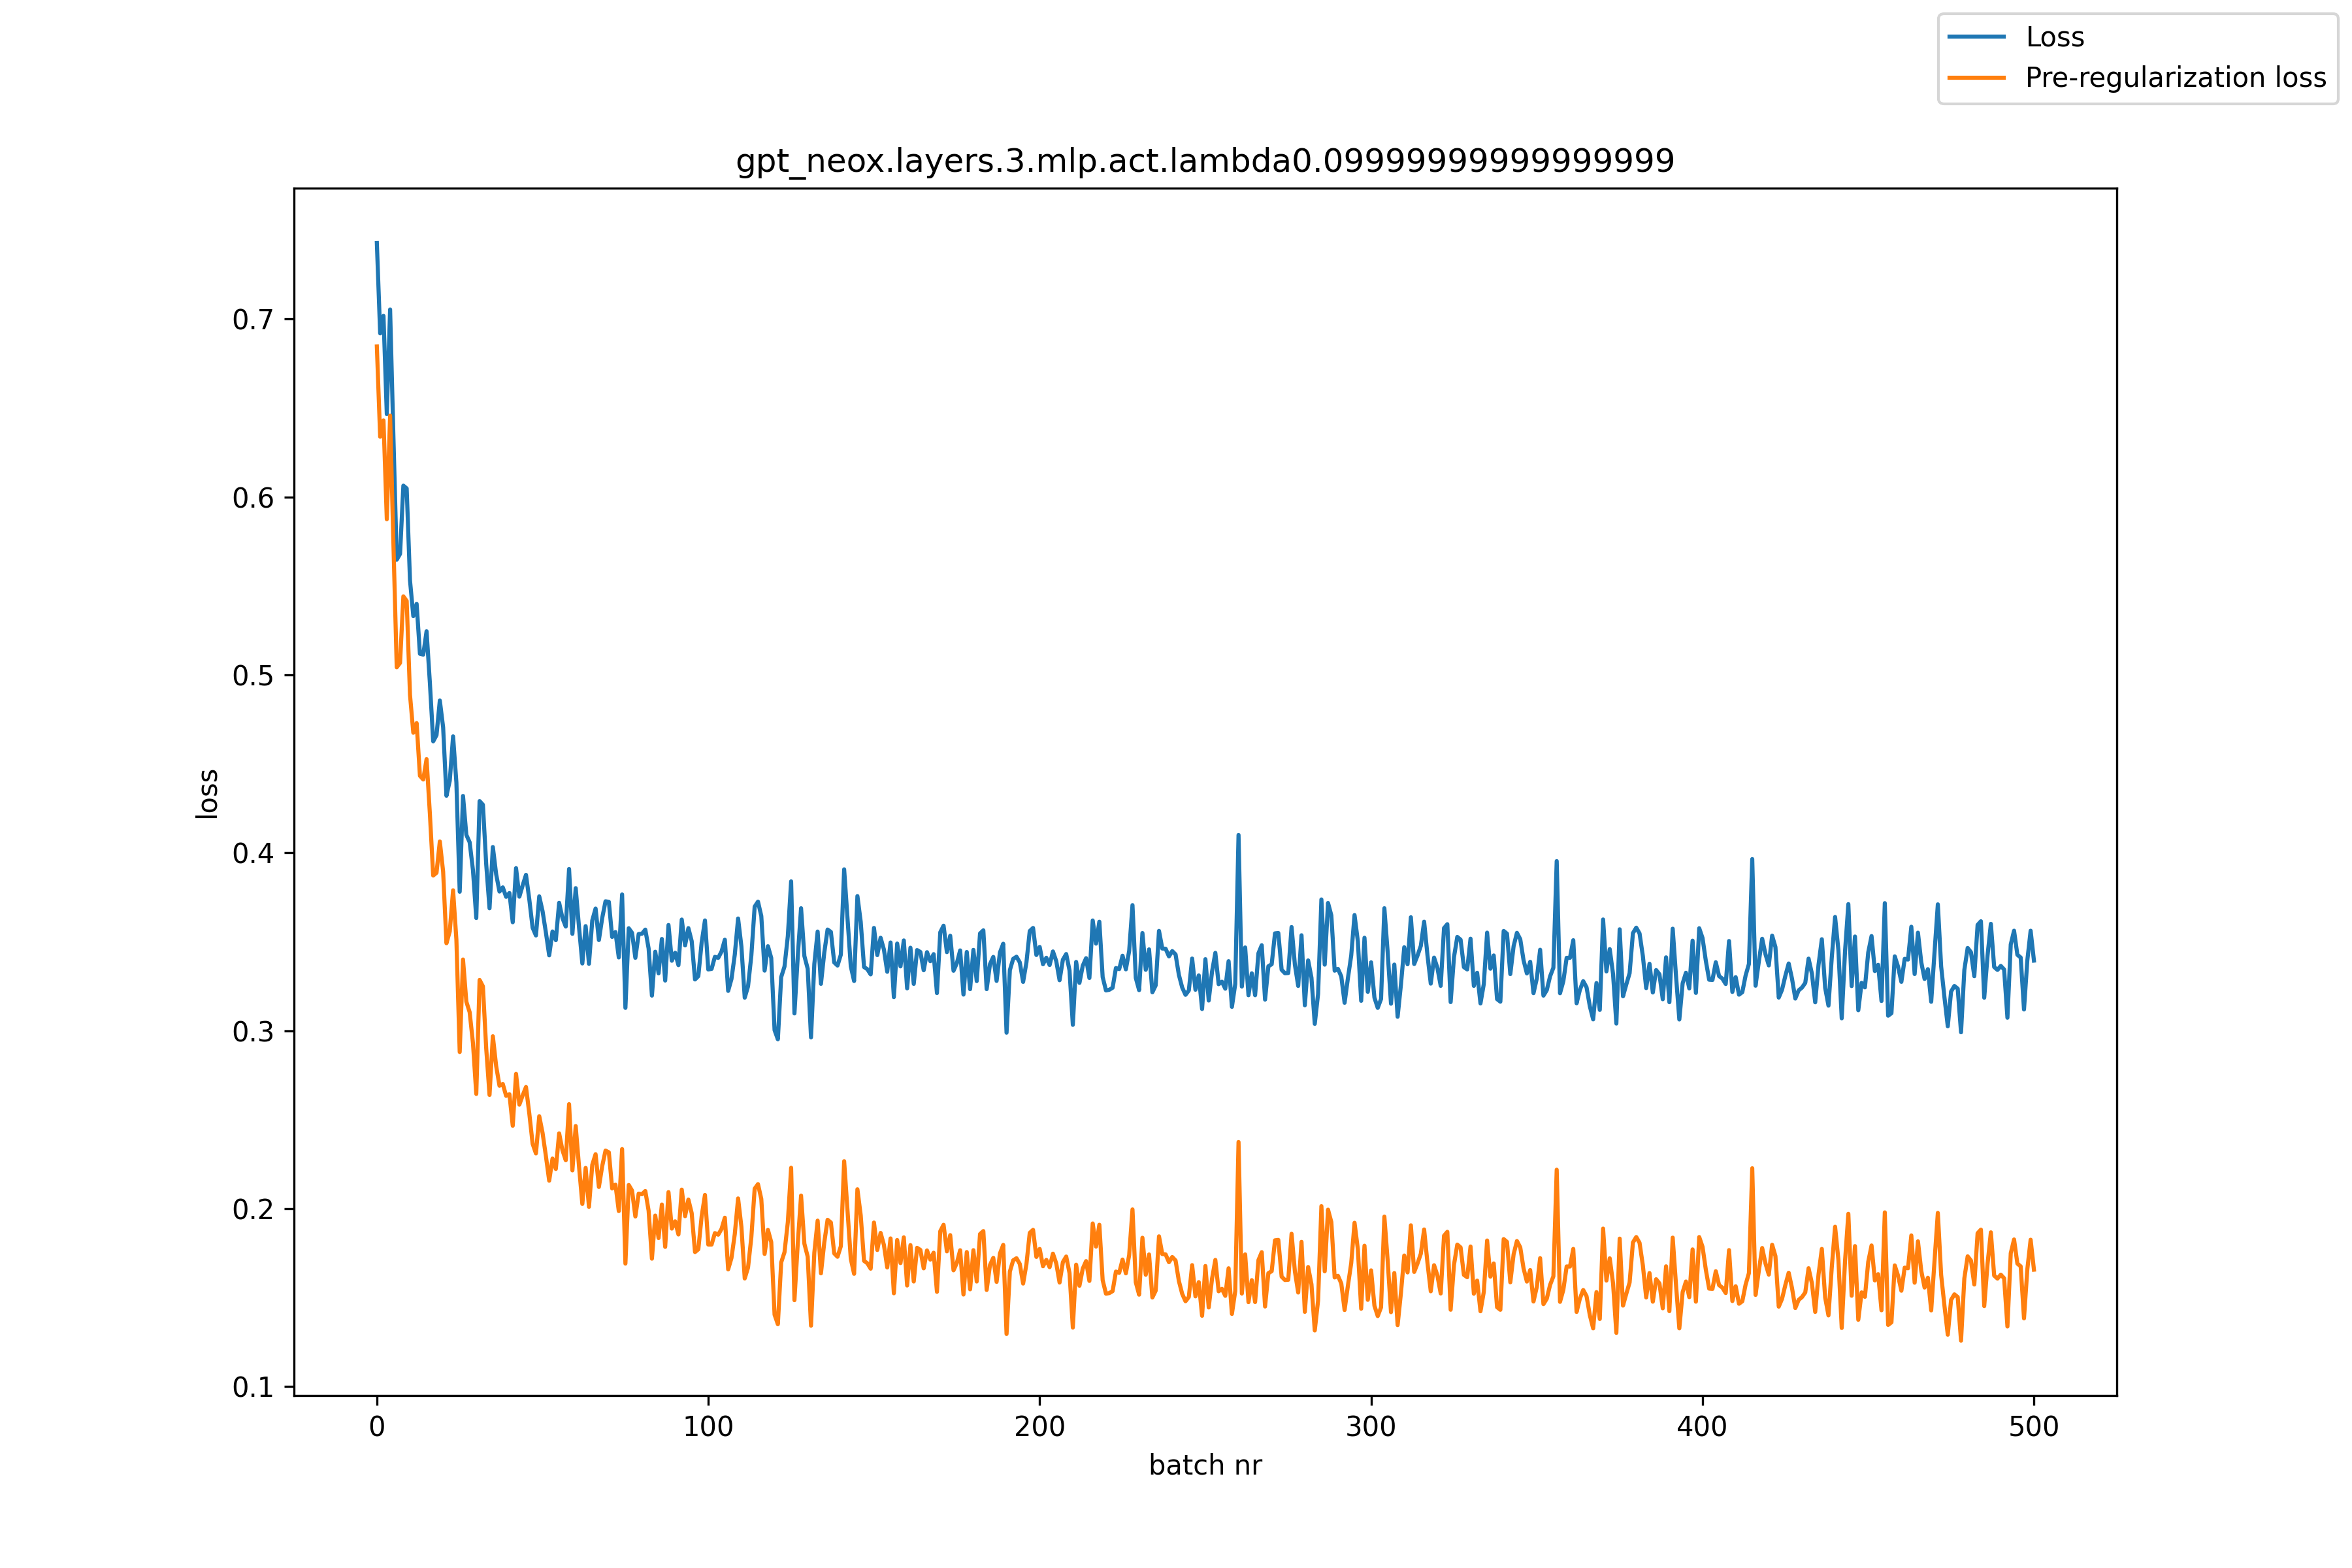 Loss
Pre-regularization loss
gpt_neox.layers.3.mlp.act.lambda0.09999999999999999
0.7
0.6
0.5
0.4
0.3
0.2
0.1
loss
0 100 200 300 400 500
batch nr